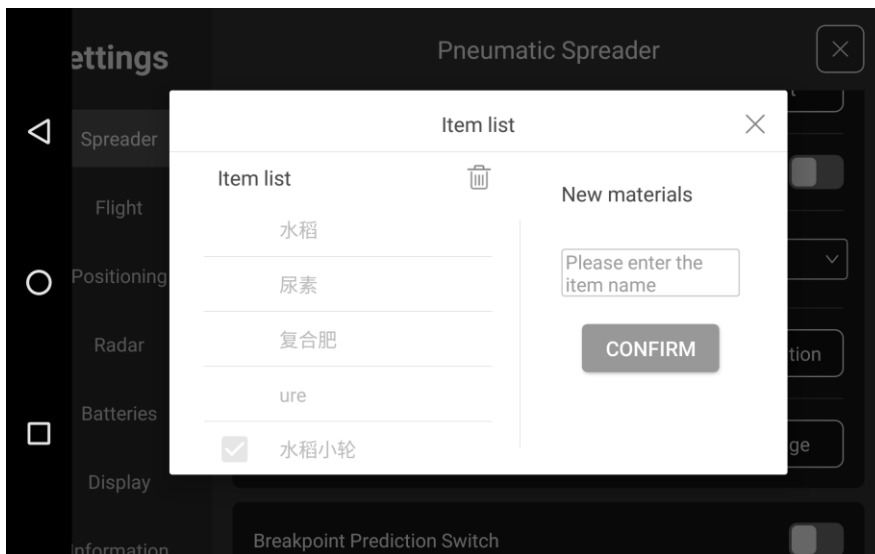 ettings
Pneumatic Spreader
Spreader
Flight
Positioning
Radar
Batteries
Display
Information
Item list
Item list
水稻
尿素
复合肥
ure
水稻小轮
New materials
Please enter the
item name
CONFIRM
t
tion
ge
Breakpoint Prediction Switch